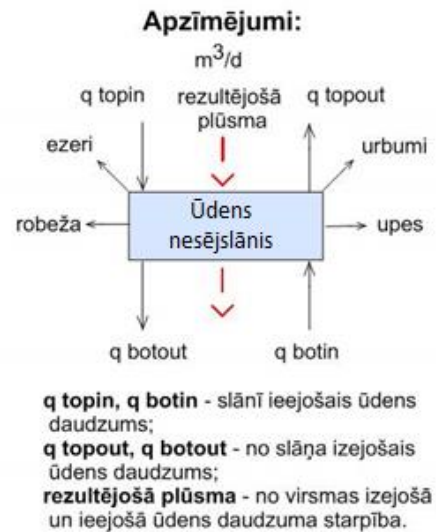 Apzīmējumi:
m³/d
q topin
rezultējošā
plūsma
q topout
ezeri
urbumi
robeža
Ūdens
nesējslānis
upes
q botout
q botin
q topin, q botin - slānī ieejošais ūdens
daudzums;
q topout, q botout - no slāņa izejošais
ūdens daudzums;
rezultējošā plūsma - no virsmas izejošā
un ieejošā ūdens daudzuma starpība.